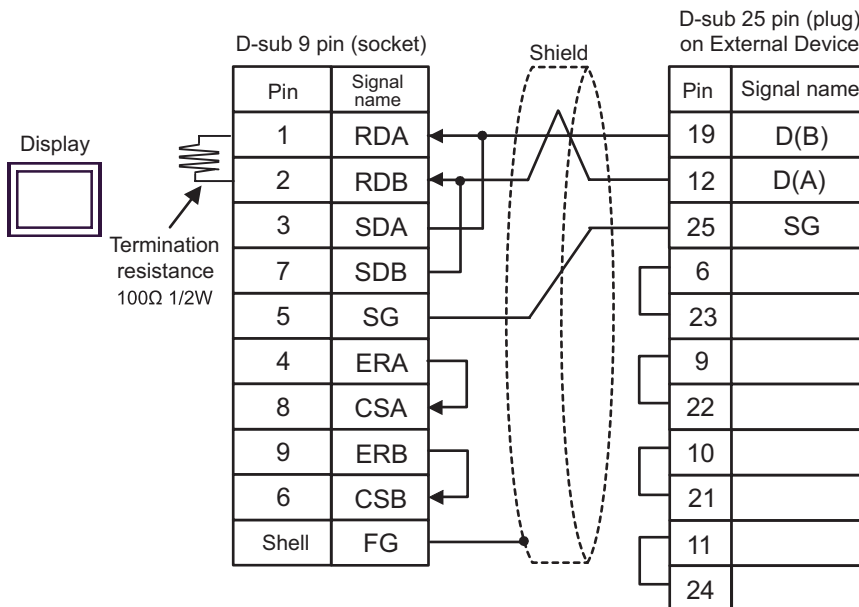 D-sub 25 pin (plug)
D-sub 9 pin (socket)
Shield
on External Device
Pin Signal name
Pin Signal name
1 RDA
19 D(B)
Display
2 RDB
12 D(A)
3 SDA
25 SG
Termination resistance 100Ω 1/2W
7 SDB
6
5 SG
23
4 ERA
9
8 CSA
22
9 ERB
10
6 CSB
21
Shell FG
11
24